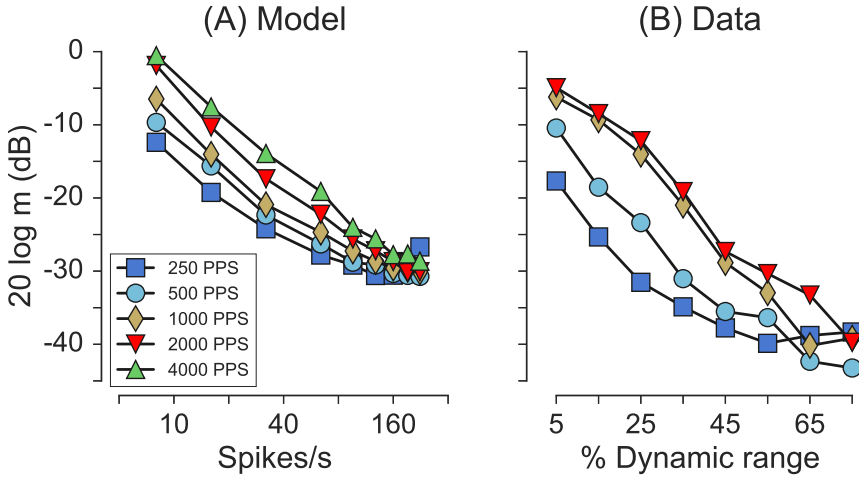 (A) Model
(B) Data
20 log m (dB)
0
-10
-20
-30
-40
250 PPS
500 PPS
1000 PPS
2000 PPS
4000 PPS
10 40 160
Spikes/s
5 25 45 65
% Dynamic range